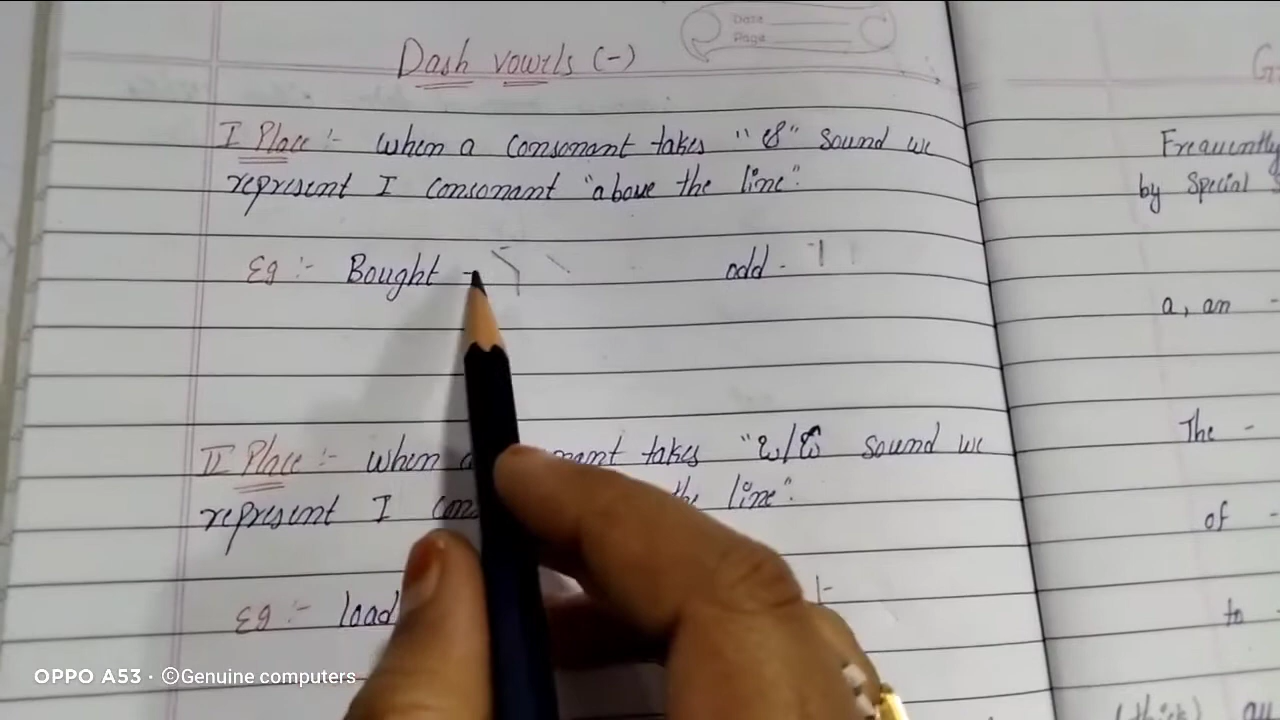 Date
Page
Dash vowels (-)
I Place :- When a consonant takes "ఆ" sound we
represent I consonant "above the line".
Eg :- Bought - odd -
II Place :- When a takes "ఒ/ఓ sound we
represent I the line".
Eg :- load
Frequently
by Special
a, an -
The -
of -
to -
OPPO A53 · ©Genuine computers